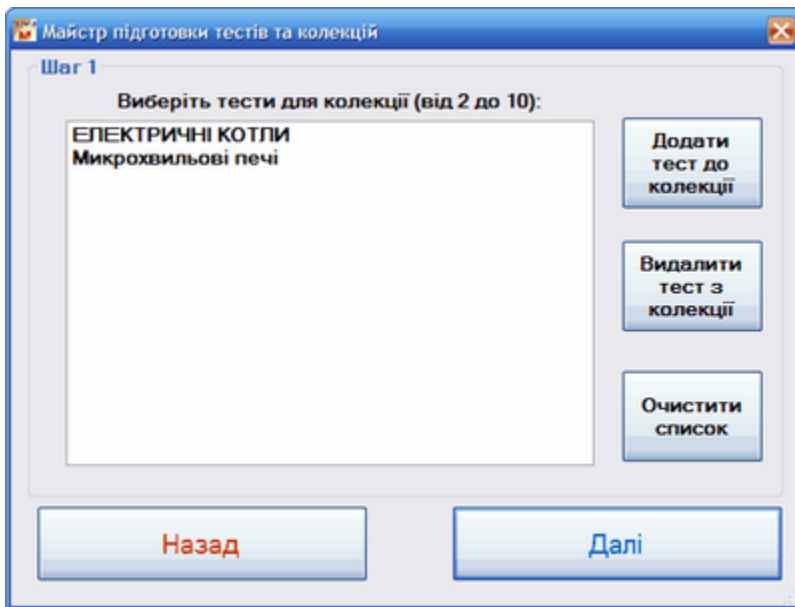 Майстр підготовки тестів та колекцій
Шаг 1
Виберіть тести для колекції (від 2 до 10):
ЕЛЕКТРИЧНІ КОТЛИ
Микрохвильові печі
Додати
тест до
колекції
Видалити
тест з
колекції
Очистити
список
Назад
Далі